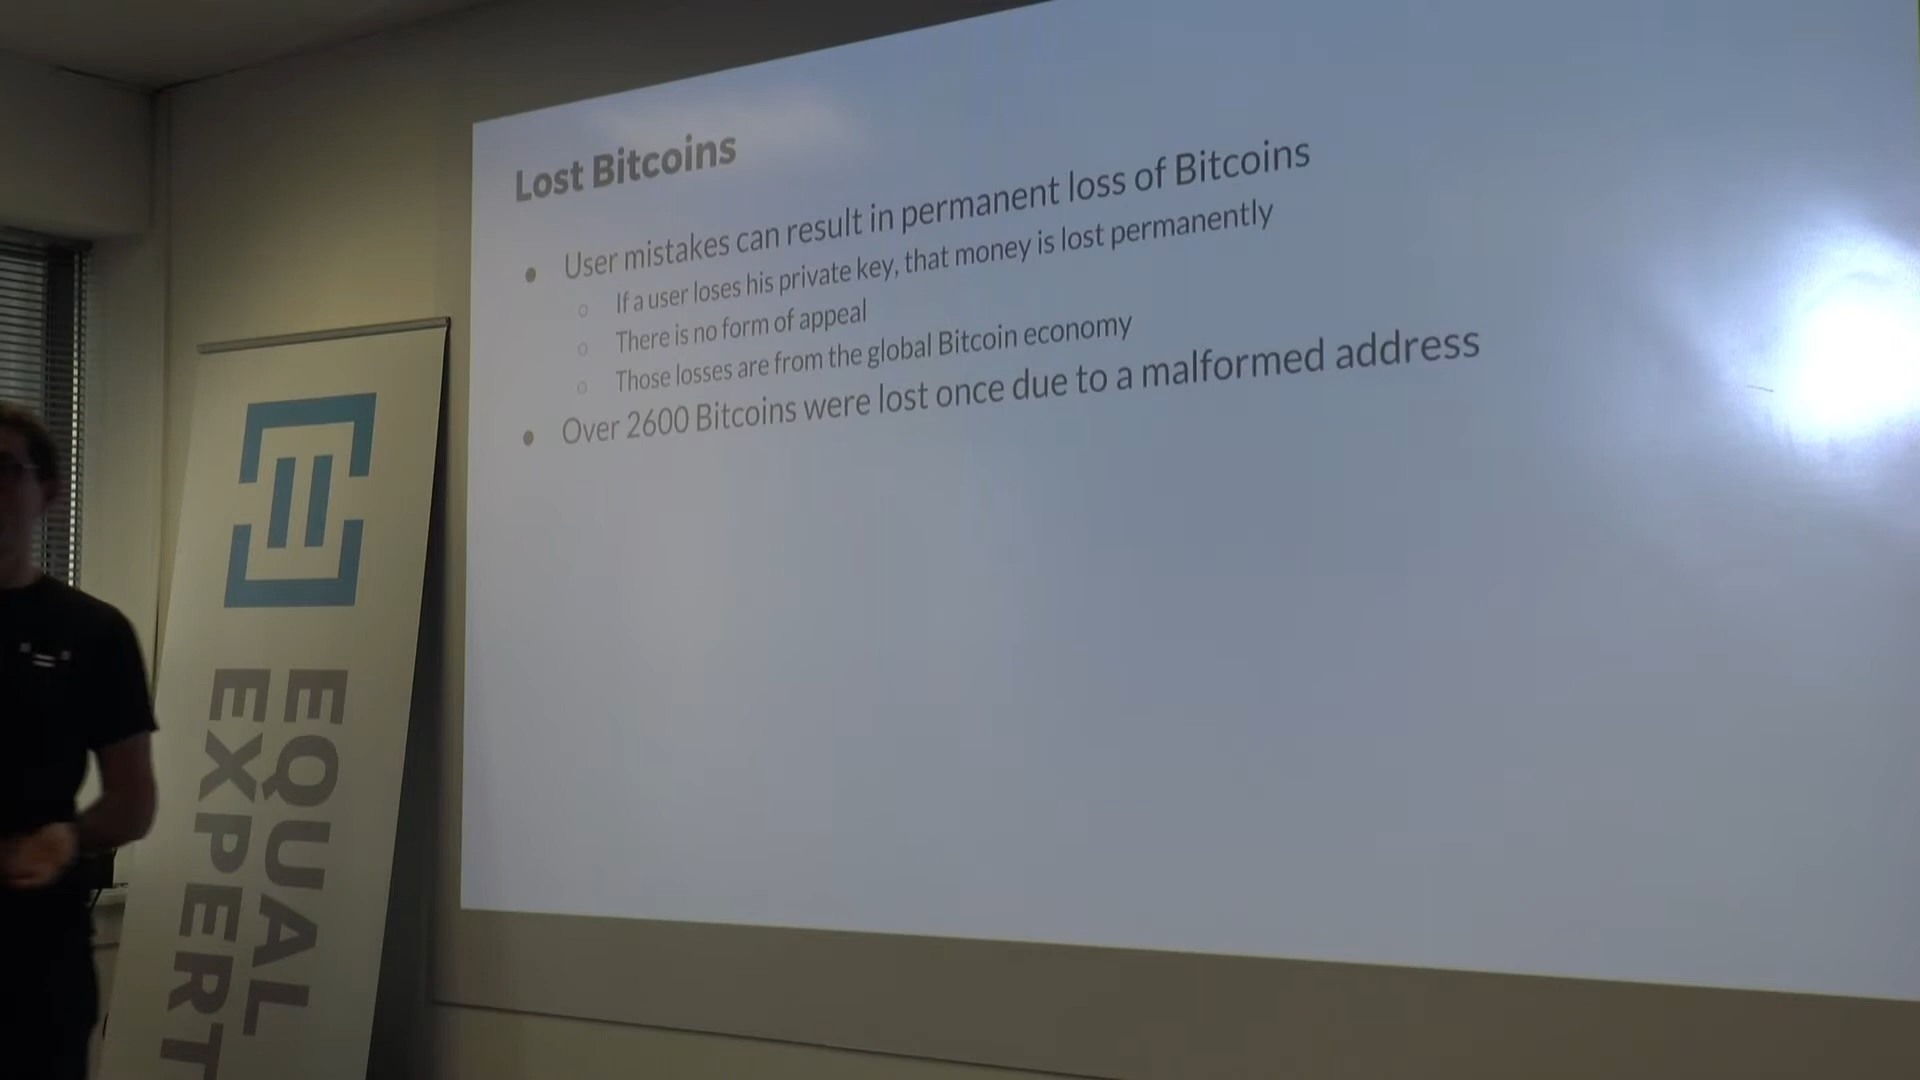 Lost Bitcoins
● User mistakes can result in permanent loss of Bitcoins
○ If a user loses his private key, that money is lost permanently
○ There is no form of appeal
○ Those losses are from the global Bitcoin economy
● Over 2600 Bitcoins were lost once due to a malformed address
EQUAL
EXPERT